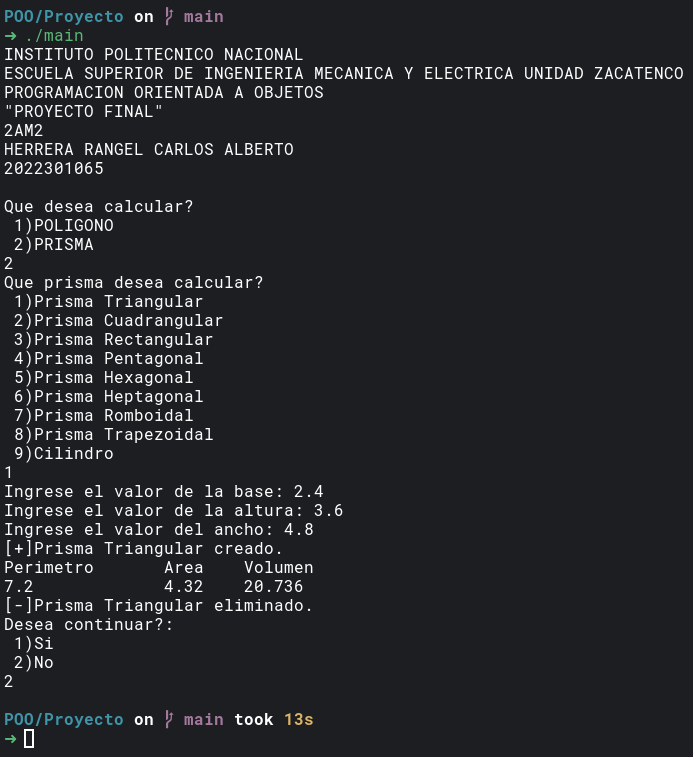 POO/Proyecto on main
➜ ./main
INSTITUTO POLITECNICO NACIONAL
ESCUELA SUPERIOR DE INGENIERIA MECANICA Y ELECTRICA UNIDAD ZACATENCO
PROGRAMACION ORIENTADA A OBJETOS
"PROYECTO FINAL"
2AM2
HERRERA RANGEL CARLOS ALBERTO
2022301065

Que desea calcular?
 1)POLIGONO
 2)PRISMA
2
Que prisma desea calcular?
 1)Prisma Triangular
 2)Prisma Cuadrangular
 3)Prisma Rectangular
 4)Prisma Pentagonal
 5)Prisma Hexagonal
 6)Prisma Heptagonal
 7)Prisma Romboidal
 8)Prisma Trapezoidal
 9)Cilindro
1
Ingrese el valor de la base: 2.4
Ingrese el valor de la altura: 3.6
Ingrese el valor del ancho: 4.8
[+]Prisma Triangular creado.
Perimetro       Area    Volumen
7.2             4.32    20.736
[-]Prisma Triangular eliminado.
Desea continuar?:
 1)Si
 2)No
2

POO/Proyecto on main took 13s
➜